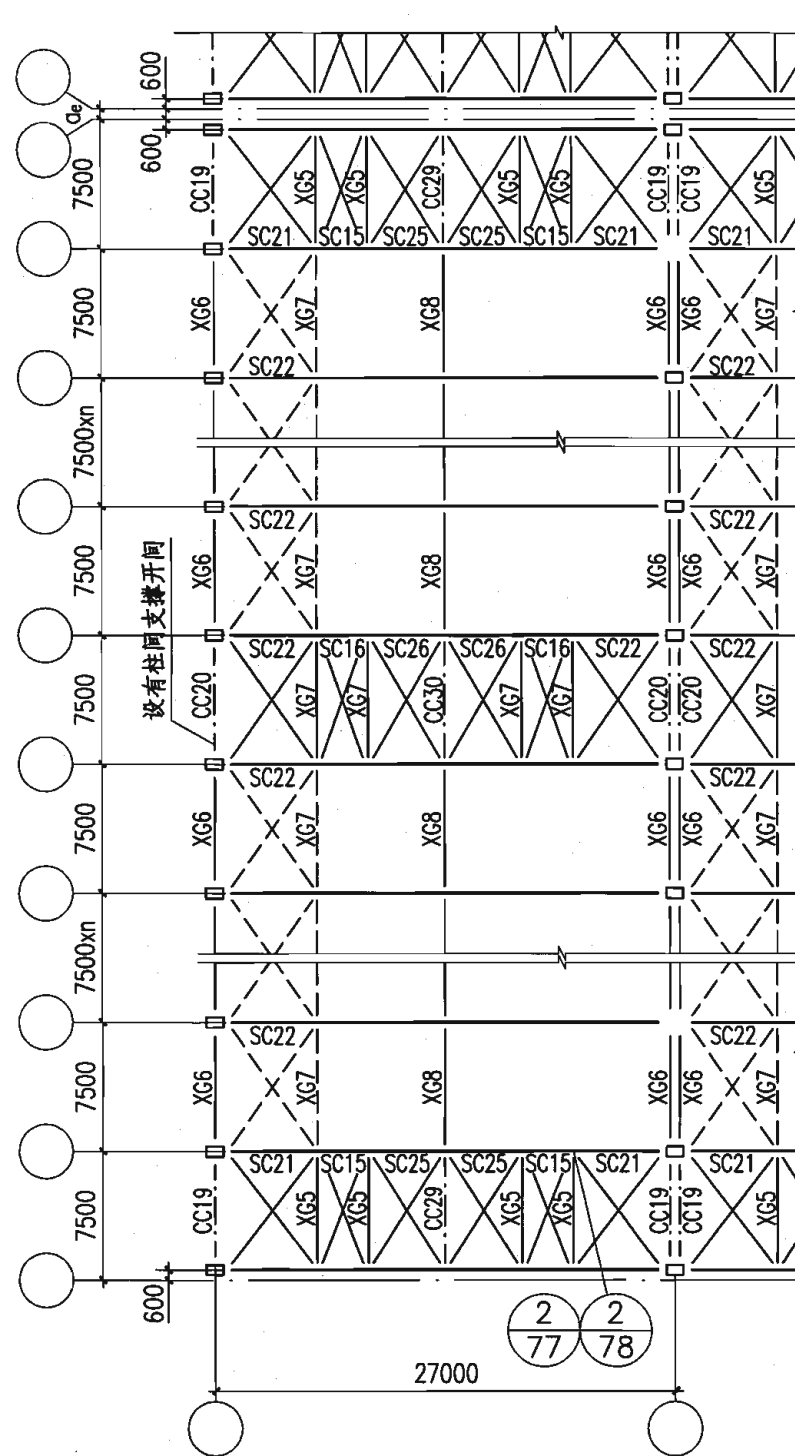 600
ae
600
7500
CC19 XG5 XG5 CC29 XG5 XG5 CC19 CC19 XG5
SC21 SC15 SC25 SC25 SC15 SC21 SC21
7500
XG6 XG7 XG8 XG6 XG6 XG7
SC22 SC22
7500xn
SC22 SC22
7500
XG6 XG7 XG8 XG6 XG6 XG7
设有柱间支撑开间
SC22 SC16 SC26 SC26 SC16 SC22 SC22
7500
CC20 XG7 XG7 CC30 XG7 XG7 CC20 CC20 XG7
SC22 SC22
7500
XG6 XG7 XG8 XG6 XG6 XG7
7500xn
SC22 SC22
7500
XG6 XG7 XG8 XG6 XG6 XG7
SC21 SC15 SC25 SC25 SC15 SC21 SC21
7500
CC19 XG5 XG5 CC29 XG5 XG5 CC19 CC19 XG5
600
2 2
77 78
27000